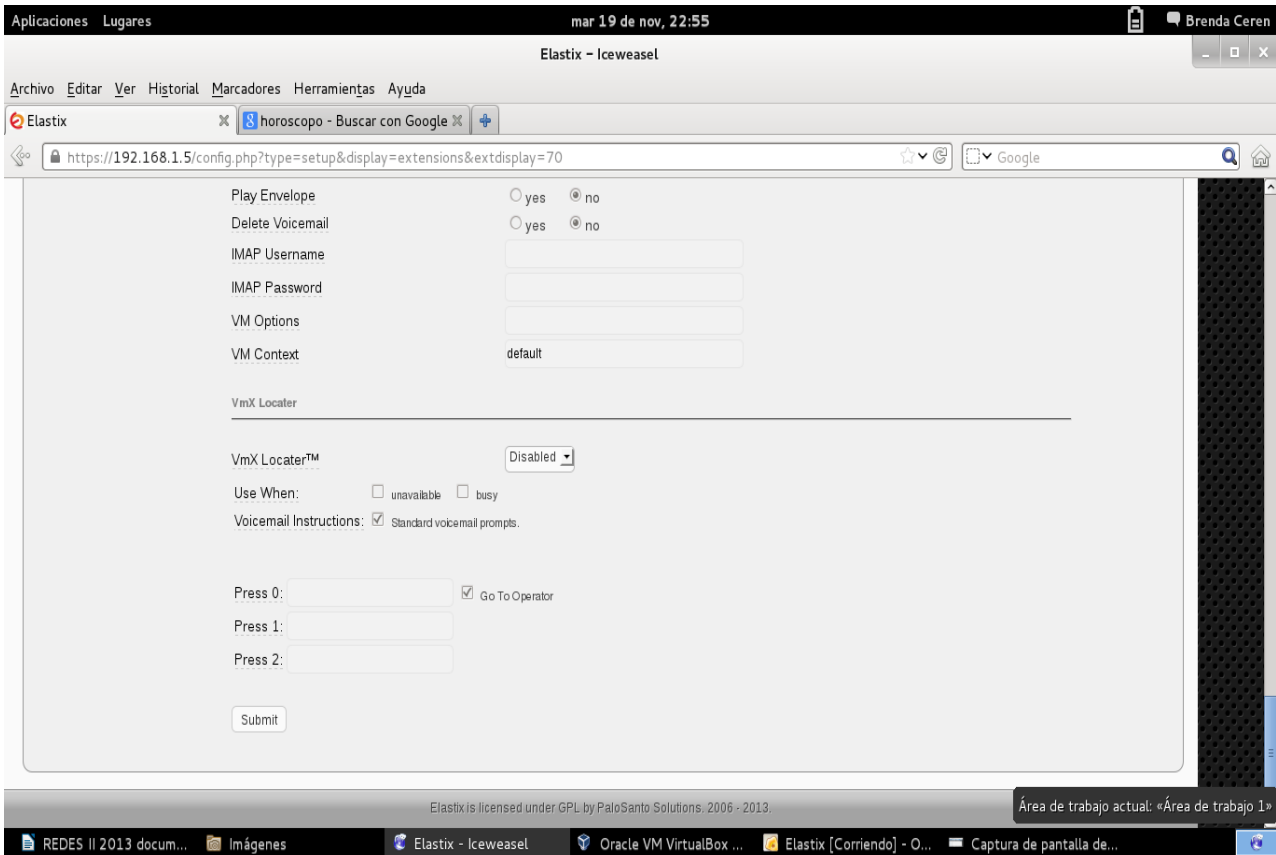 Aplicaciones Lugares mar 19 de nov, 22:55 Brenda Ceren
Elastix - Iceweasel
Archivo Editar Ver Historial Marcadores Herramientas Ayuda
Elastix horoscopo - Buscar con Google
https://192.168.1.5/config.php?type=setup&display=extensions&extdisplay=70 Google
Play Envelope yes no
Delete Voicemail yes no
IMAP Username
IMAP Password
VM Options
VM Context default
VmX Locater
VmX Locater™ Disabled
Use When: unavailable busy
Voicemail Instructions: Standard voicemail prompts.
Press 0: Go To Operator
Press 1:
Press 2:
Submit
Elastix is licensed under GPL by PaloSanto Solutions. 2006 - 2013.
Área de trabajo actual: «Área de trabajo 1»
REDES II 2013 docum... Imágenes Elastix - Iceweasel Oracle VM VirtualBox ... Elastix [Corriendo] - O... Captura de pantalla de...